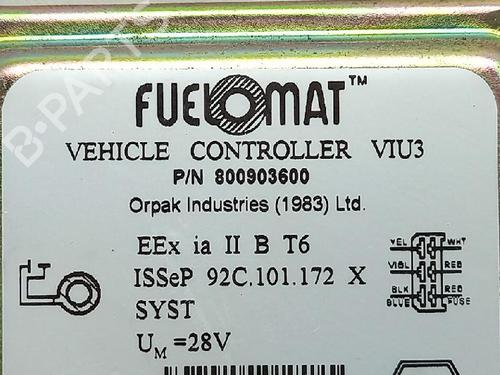 FUELOMAT™
VEHICLE CONTROLLER VIU3
P/N 800903600
Orpak Industries (1983) Ltd.
EEx ia II B T6
ISSeP 92C.101.172 X
SYST
UM =28V
YEL WHT
VIOL RED
BLK RED
BLUE FUSE
B-PARTS